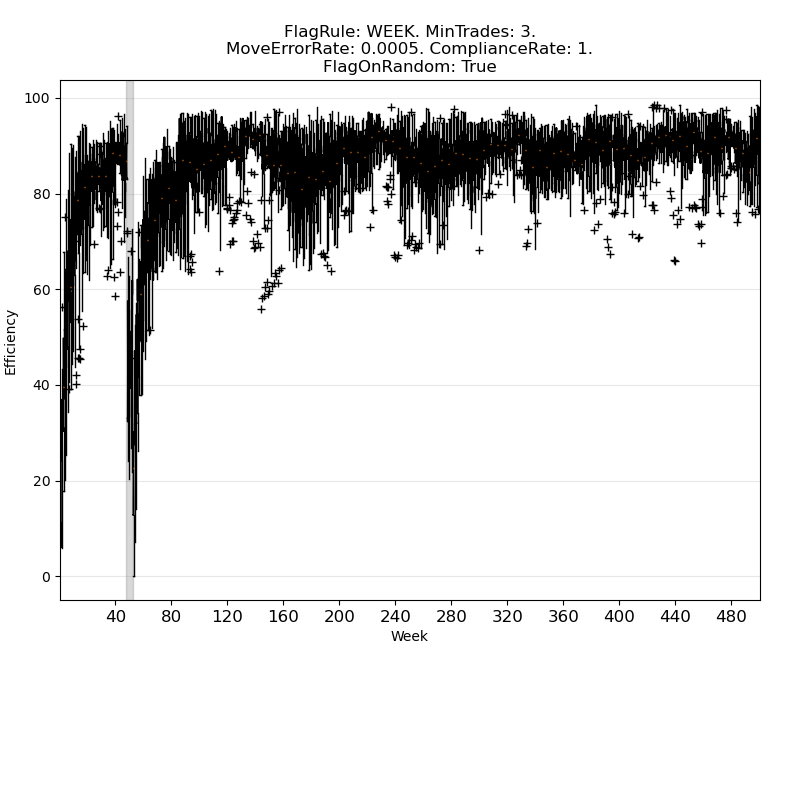 FlagRule: WEEK. MinTrades: 3.
MoveErrorRate: 0.0005. ComplianceRate: 1.
FlagOnRandom: True
Efficiency
100
80
60
40
20
0
40 80 120 160 200 240 280 320 360 400 440 480
Week